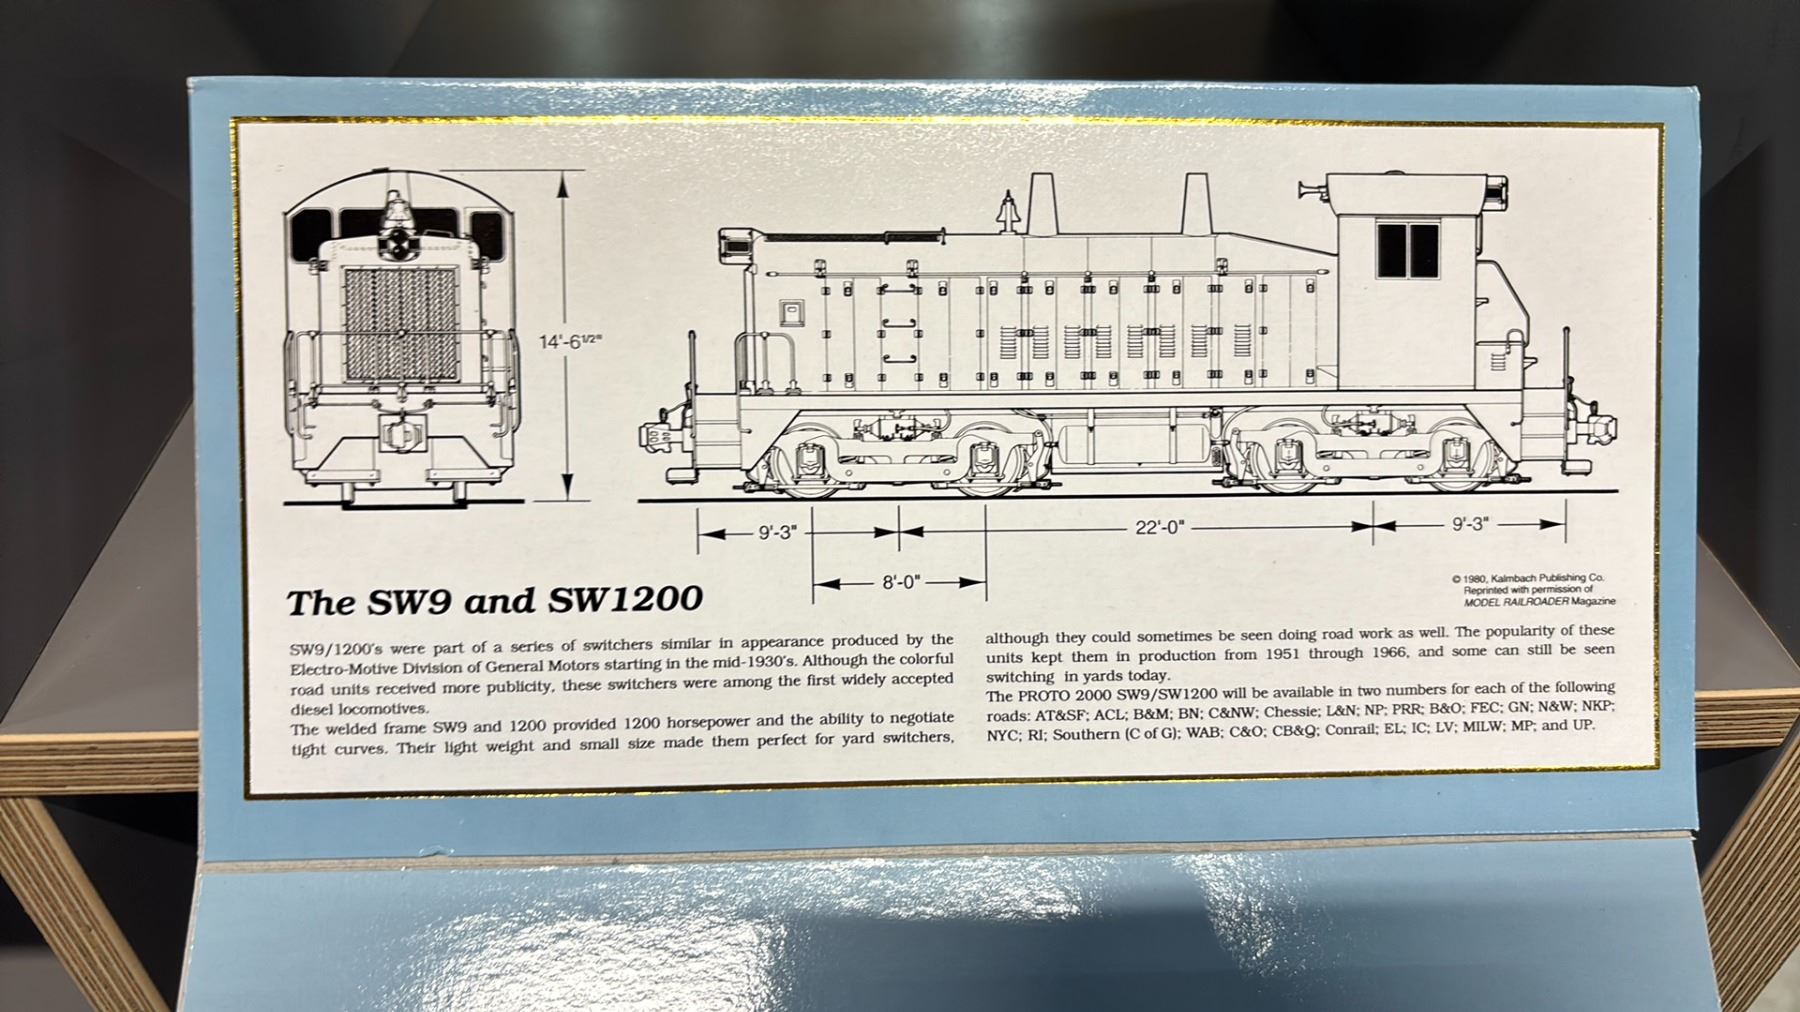 14'-6 1/2"
9'-3"
22'-0"
9'-3"
8'-0"
© 1980, Kalmbach Publishing Co.
Reprinted with permission of
MODEL RAILROADER Magazine
The SW9 and SW1200
SW9/1200's were part of a series of switchers similar in appearance produced by the
Electro-Motive Division of General Motors starting in the mid-1930's. Although the colorful
road units received more publicity, these switchers were among the first widely accepted
diesel locomotives.
The welded frame SW9 and 1200 provided 1200 horsepower and the ability to negotiate
tight curves. Their light weight and small size made them perfect for yard switchers,
although they could sometimes be seen doing road work as well. The popularity of these
units kept them in production from 1951 through 1966, and some can still be seen
switching in yards today.
The PROTO 2000 SW9/SW1200 will be available in two numbers for each of the following
roads: AT&SF; ACL; B&M; BN; C&NW; Chessie; L&N; NP; PRR; B&O; FEC; GN; N&W; NKP;
NYC; RI; Southern (C of G); WAB; C&O; CB&Q; Conrail; EL; IC; LV; MILW; MP; and UP.